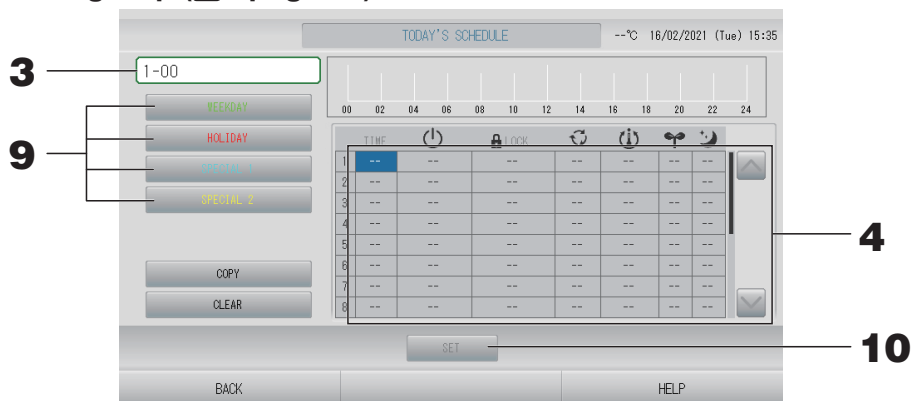 TODAY'S SCHEDULE
--℃ 16/02/2021 (Tue) 15:35
3
1-00
WEEKDAY
00 02 04 06 08 10 12 14 16 18 20 22 24
9
HOLIDAY
SPECIAL 1
SPECIAL 2
TIME LOCK
1 -- -- -- -- -- -- --
2 -- -- -- -- -- -- --
3 -- -- -- -- -- -- --
4 -- -- -- -- -- -- --
5 -- -- -- -- -- -- --
6 -- -- -- -- -- -- --
7 -- -- -- -- -- -- --
8 -- -- -- -- -- -- --
4
COPY
CLEAR
SET
10
BACK
HELP